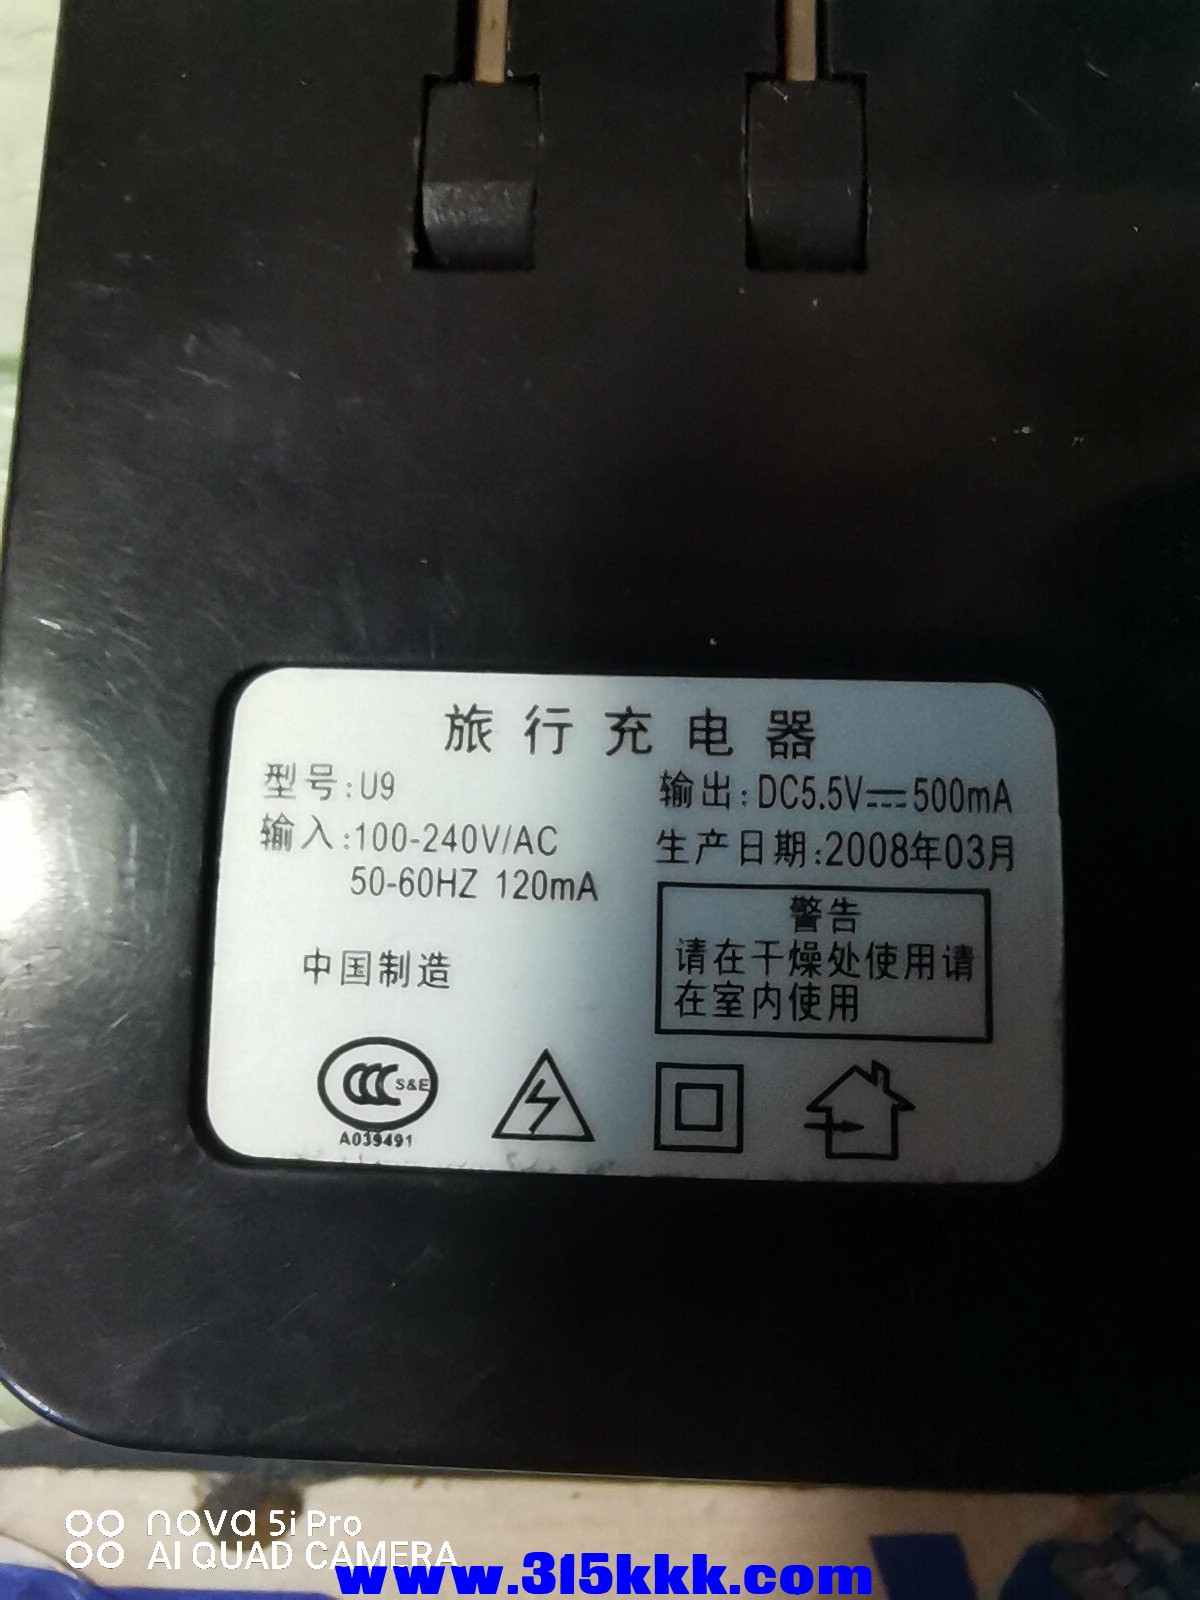 旅行充电器
型号:U9
输出:DC5.5V⎓500mA
输入:100-240V/AC
50-60HZ 120mA
生产日期:2008年03月
警告
请在干燥处使用请
在室内使用
中国制造
CCC S&E
A039491
nova 5i Pro
AI QUAD CAMERA
www.315kkk.com